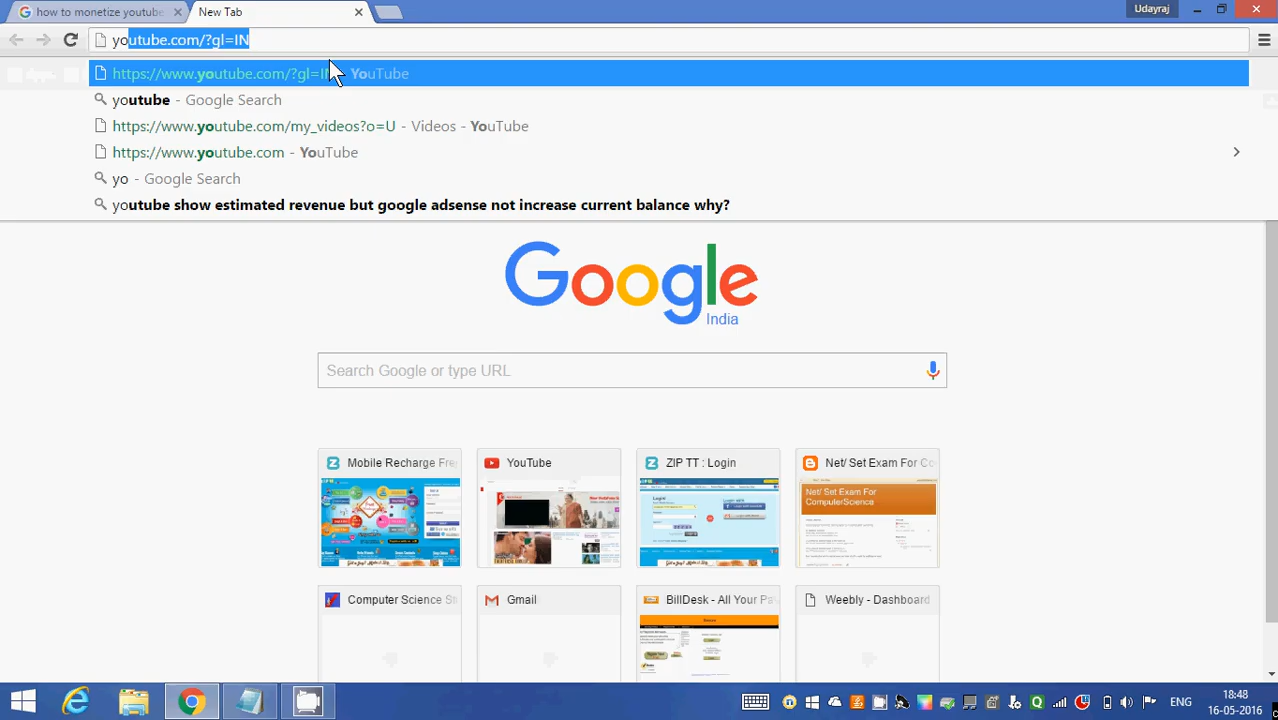 how to monetize youtube
New Tab
Udayraj
youtube.com/?gl=IN
https://www.youtube.com/?gl=IN YouTube
youtube - Google Search
https://www.youtube.com/my_videos?o=U - Videos - YouTube
https://www.youtube.com - YouTube
yo - Google Search
youtube show estimated revenue but google adsense not increase current balance why?
Google
India
Search Google or type URL
Mobile Recharge Fre
YouTube
ZIP TT : Login
Net/ Set Exam For Co
Net/ Set Exam For
ComputerScience
Computer Science St
Gmail
BillDesk - All Your Pay
Weebly - Dashboard
ENG
18:48
16-05-2016